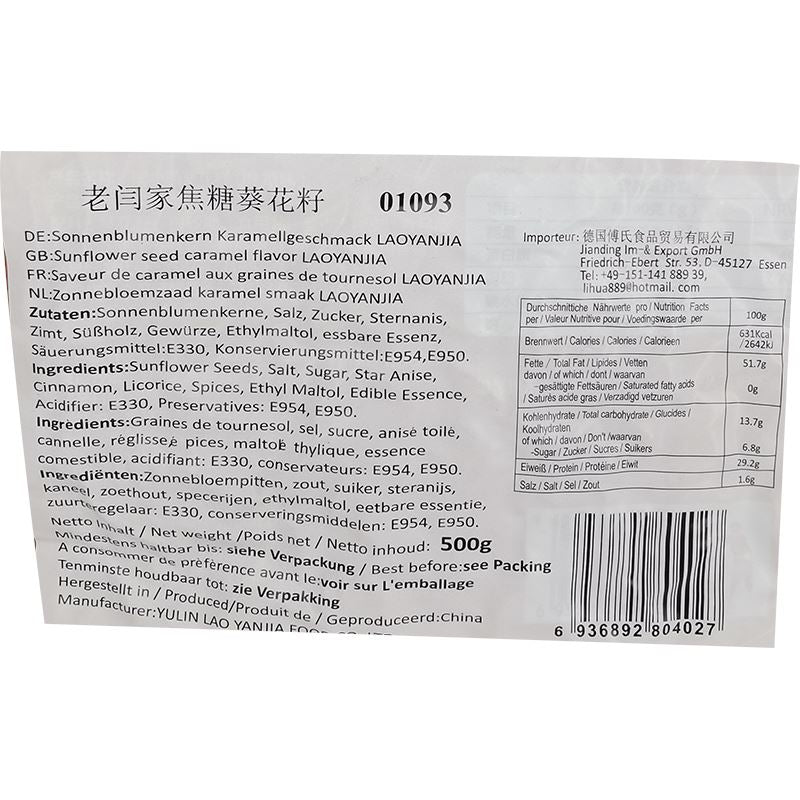 老闫家焦糖葵花籽 01093
DE:Sonnenblumenkern Karamellgeschmack LAOYANJIA
GB:Sunflower seed caramel flavor LAOYANJIA
FR:Saveur de caramel aux graines de tournesol LAOYANJIA
NL:Zonnebloemzaad karamel smaak LAOYANJIA
Zutaten:Sonnenblumenkerne, Salz, Zucker, Sternanis,
Zimt, Süßholz, Gewürze, Ethylmaltol, essbare Essenz,
Säuerungsmittel:E330, Konservierungsmittel:E954,E950.
Ingredients:Sunflower Seeds, Salt, Sugar, Star Anise,
Cinnamon, Licorice, Spices, Ethyl Maltol, Edible Essence,
Acidifier: E330, Preservatives: E954, E950.
Ingrédients:Graines de tournesol, sel, sucre, anisé toilé,
cannelle, réglisse,é pices, maltol thylique, essence
comestible, acidifiant: E330, conservateurs: E954, E950.
Ingrediënten:Zonnebloempitten, zout, suiker, steranijs,
kaneel, zoethout, specerijen, ethylmaltol, eetbare essentie,
zuurteregelaar: E330, conserveringsmiddelen: E954, E950.
Netto Inhalt / Net weight /Poids net / Netto inhoud: 500g
Mindestens haltbar bis: siehe Verpackung / Best before:see Packing
A consommer de préférence avant le:voir sur L'emballage
Tenminste houdbaar tot: zie Verpakking
Hergestellt in / Produced/Produit de / Geproduceerd:China
Manufacturer:YULIN LAO YANJIA FOOD CO.,LTD
Importeur: 德国傅氏食品贸易有限公司
Jianding Im-& Export GmbH
Friedrich-Ebert Str. 53, D-45127 Essen
Tel: +49-151-141 889 39,
lihua889@hotmail. com
Durchschnittliche Nährwerte pro / Nutrition Facts
per / Valeur Nutritive pour / Voedingswaarde per 100g
Brennwert / Calories / Calories / Calorieen 631Kcal
/2642kJ
Fette / Total Fat / Lipides / Vetten 51.7g
davon / of which / dont / waarvan
-gesättigte Fettsäuren / Saturated fatty acids 0g
/ Saturés acide gras / Verzadigd vetzuren
Kohlenhydrate / Total carbohydrate / Glucides / 13.7g
Koolhydraten
of which / davon / Don't /waarvan
-Sugar / Zucker / Sucres / Suikers 6.8g
Eiweiß / Protein / Protéine / Eiwit 29.2g
Salz / Salt / Sel / Zout 1.6g
6 936892 804027